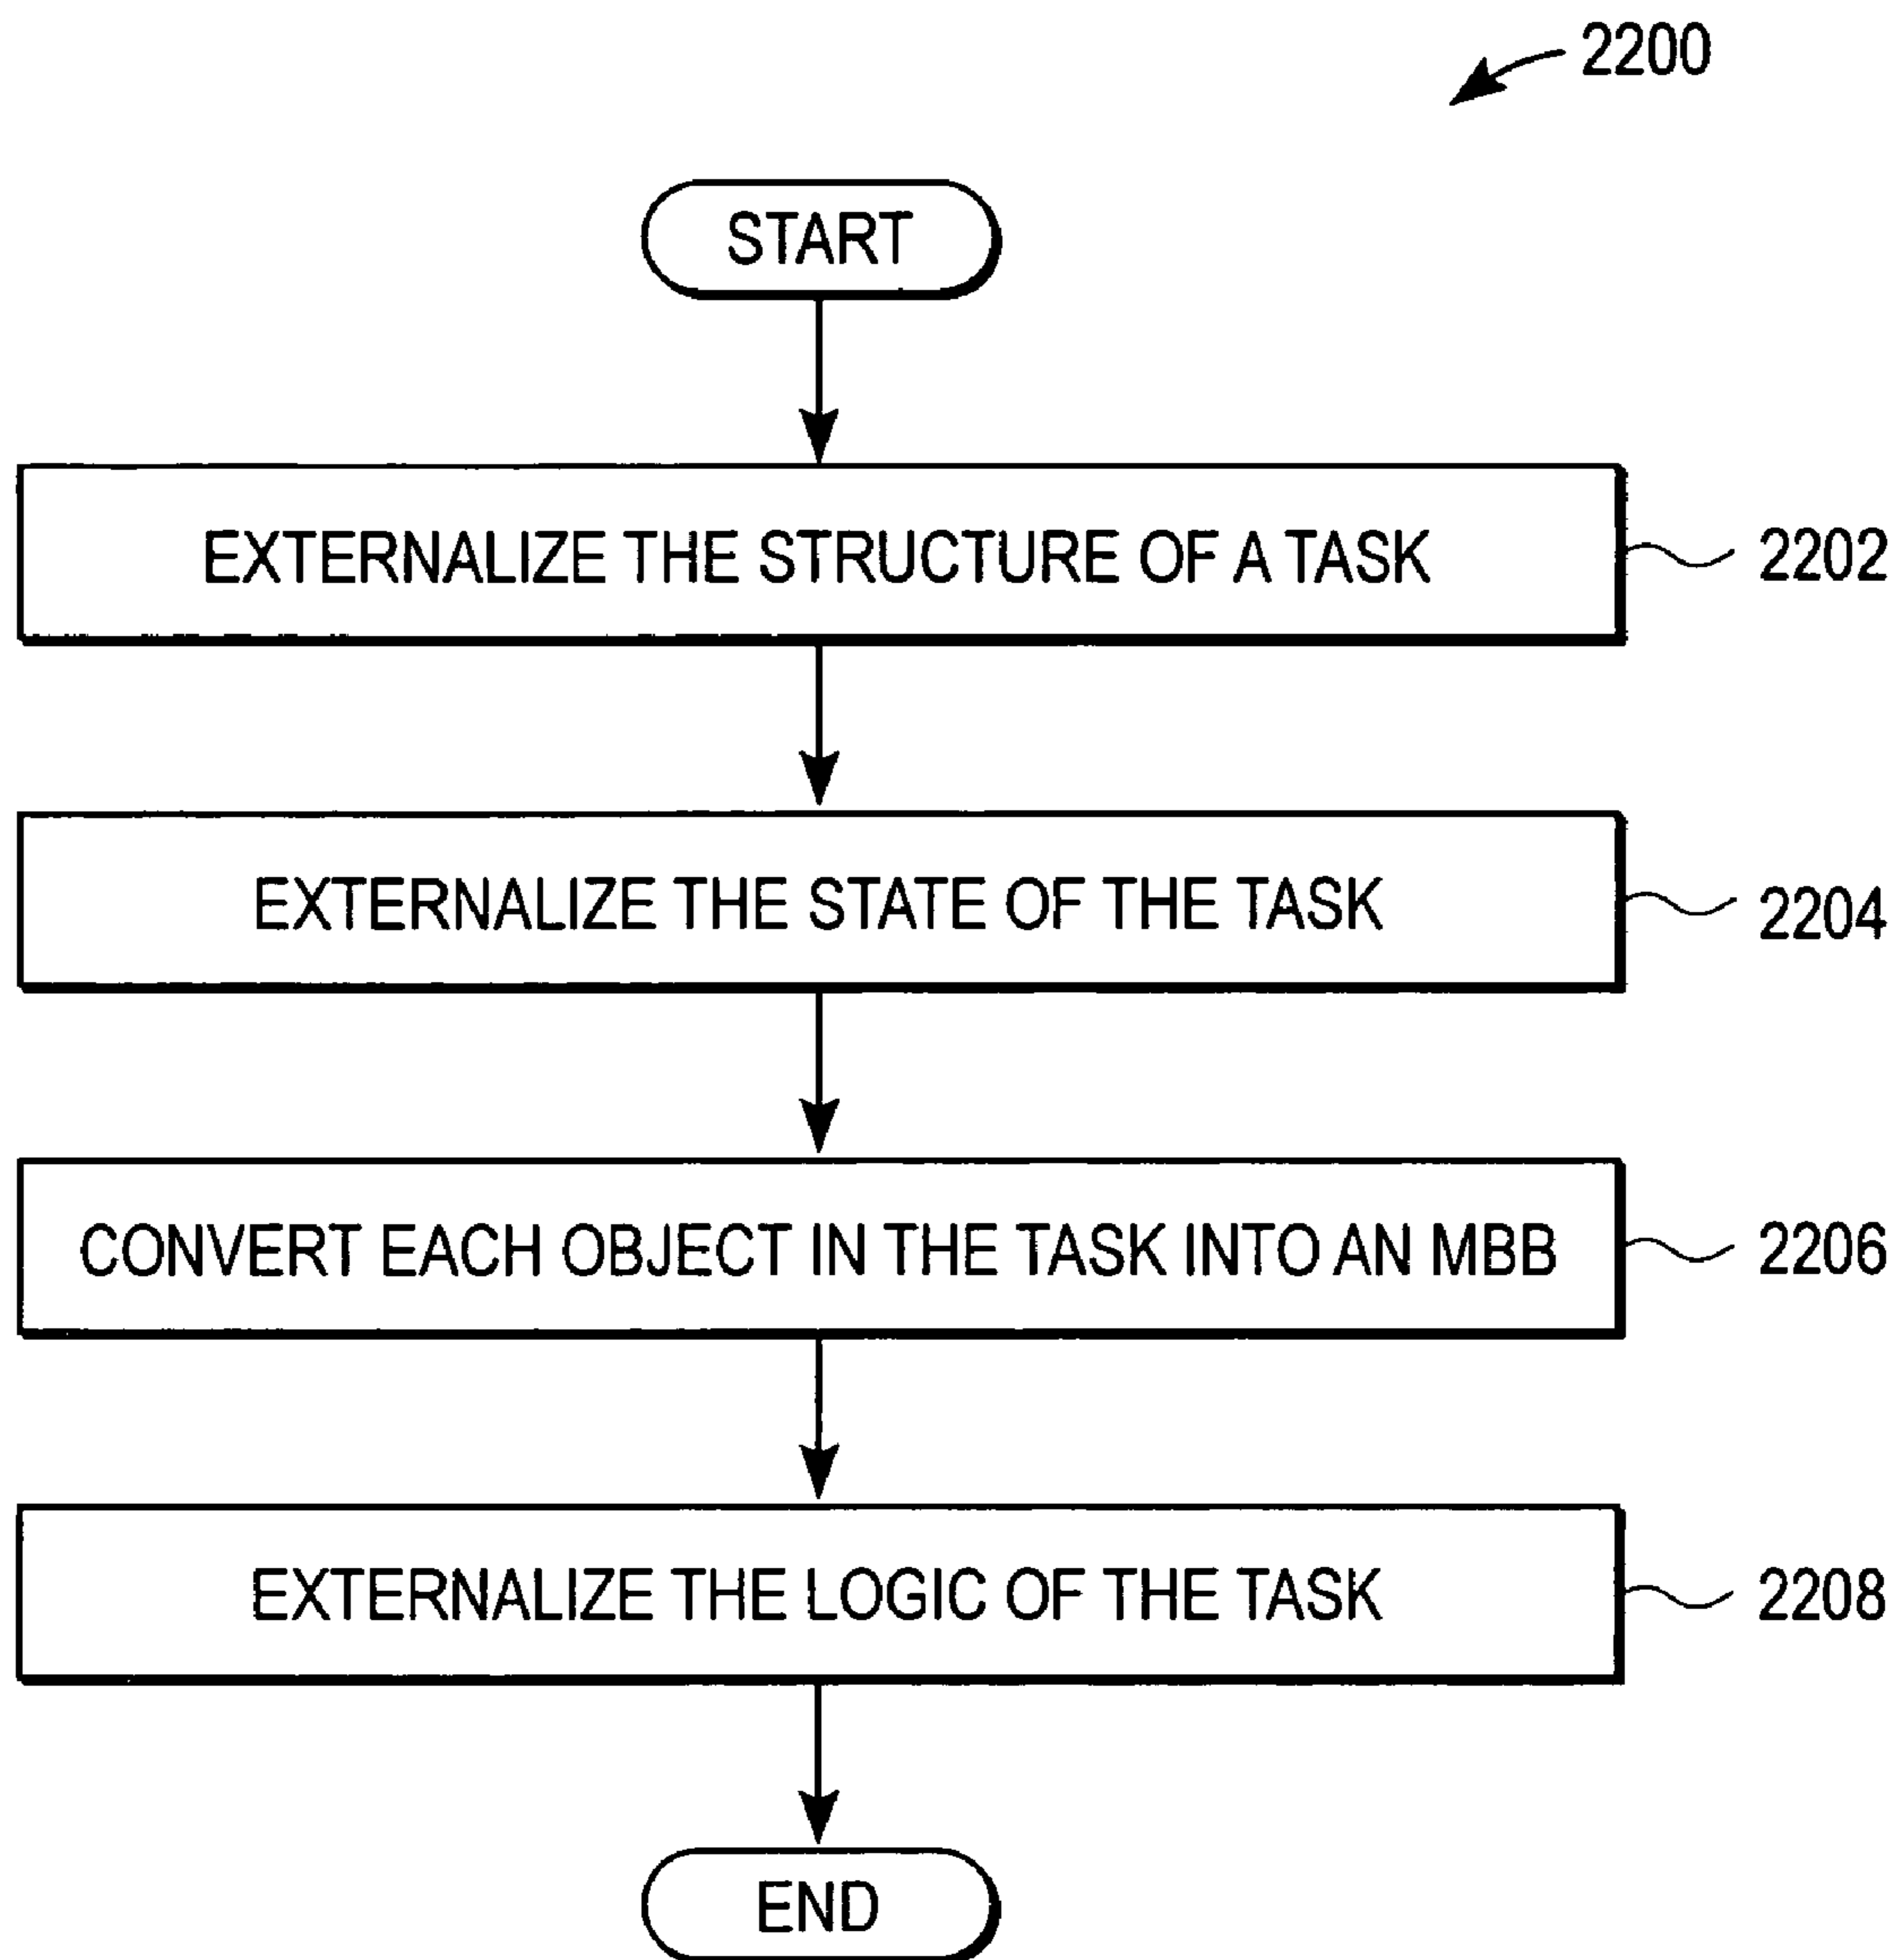 2200
START
EXTERNALIZE THE STRUCTURE OF A TASK
2202
EXTERNALIZE THE STATE OF THE TASK
2204
CONVERT EACH OBJECT IN THE TASK INTO AN MBB
2206
EXTERNALIZE THE LOGIC OF THE TASK
2208
END